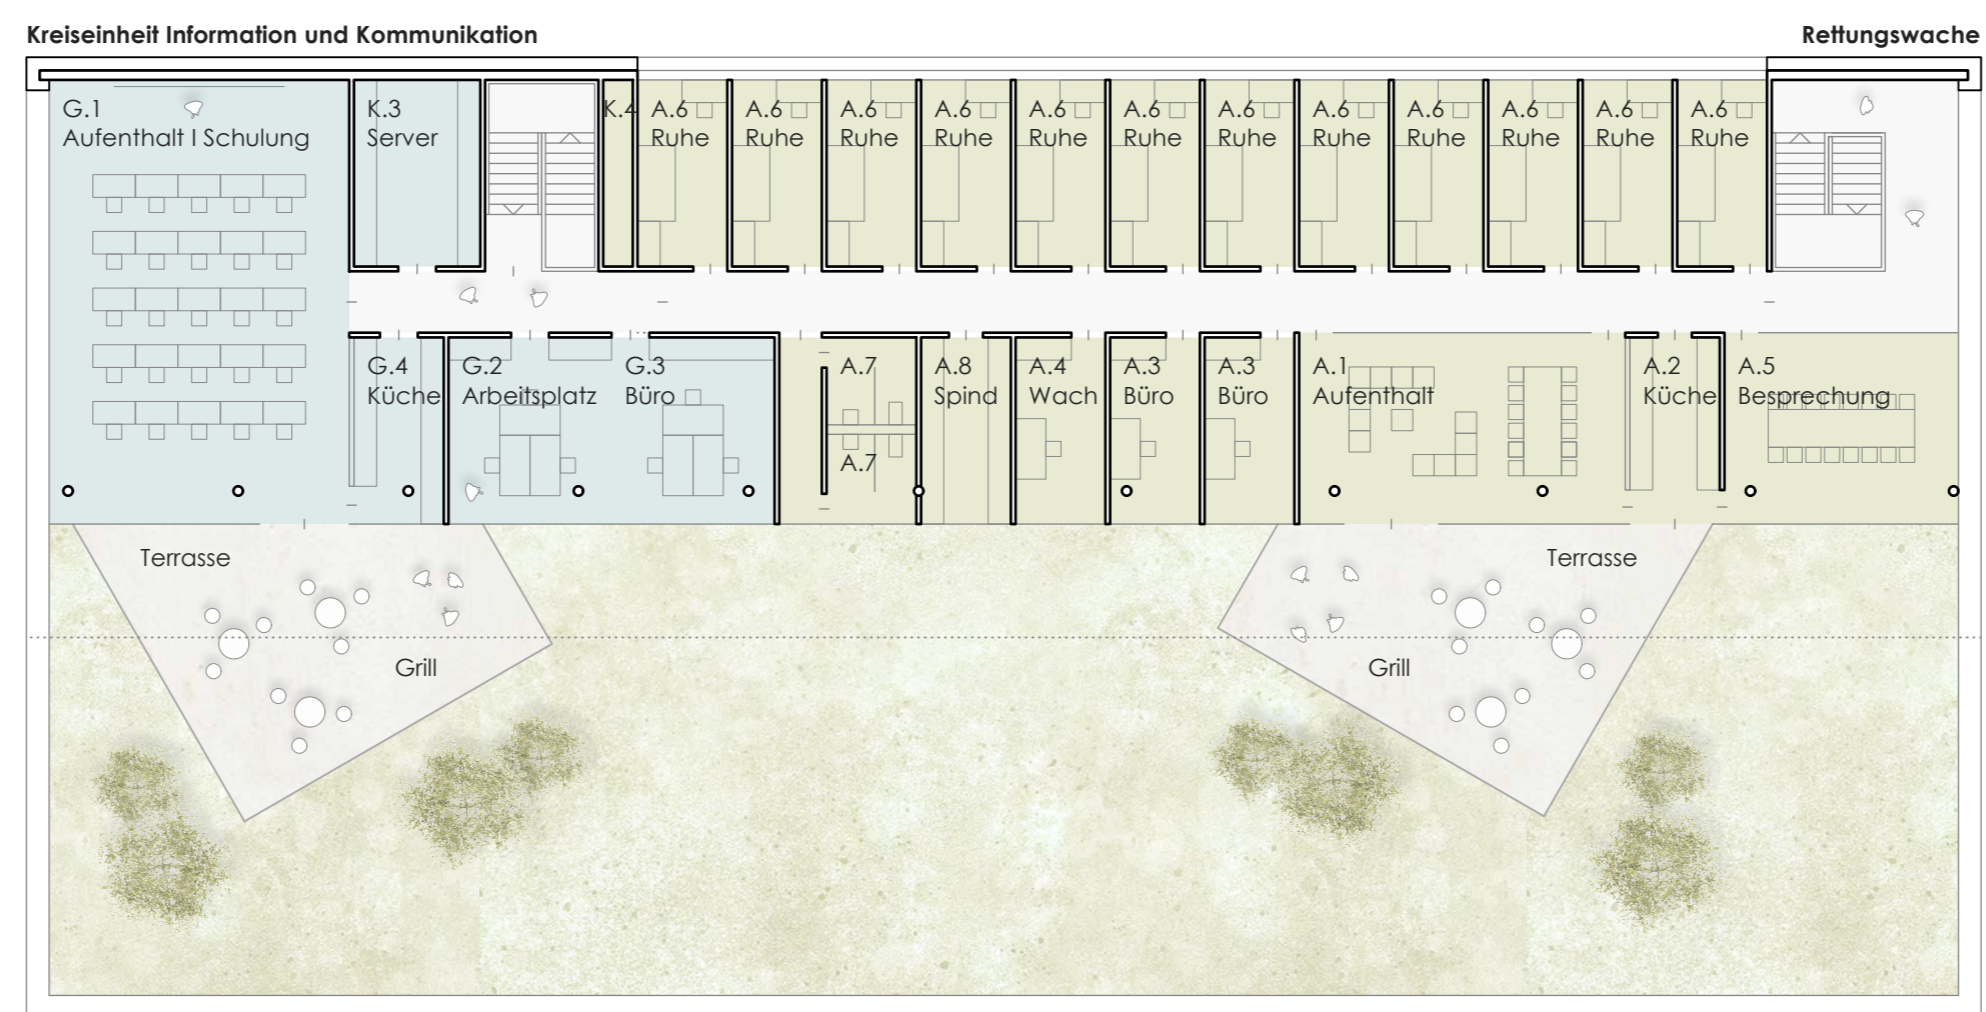 Kreiseinheit Information und Kommunikation
Rettungswache
G.1
Aufenthalt I Schulung
K.3
Server
K.4
A.6
Ruhe
A.6
Ruhe
A.6
Ruhe
A.6
Ruhe
A.6
Ruhe
A.6
Ruhe
A.6
Ruhe
A.6
Ruhe
A.6
Ruhe
A.6
Ruhe
A.6
Ruhe
A.6
Ruhe
G.4
Küche
G.2
Arbeitsplatz
G.3
Büro
A.7
A.7
A.8
Spind
A.4
Wach
A.3
Büro
A.3
Büro
A.1
Aufenthalt
A.2
Küche
A.5
Besprechung
Terrasse
Grill
Terrasse
Grill